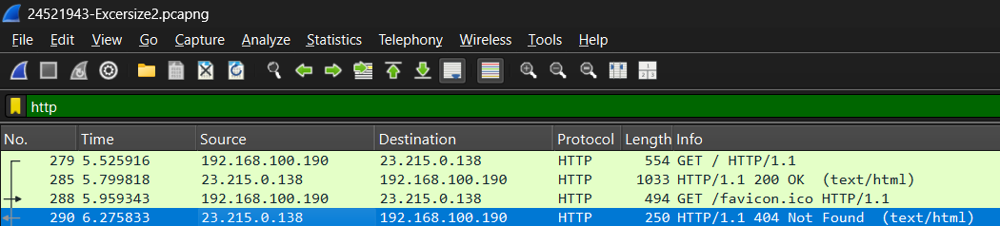 24521943-Excersize2.pcapng
File Edit View Go Capture Analyze Statistics Telephony Wireless Tools Help
http
No. Time Source Destination Protocol Length Info
279 5.525916 192.168.100.190 23.215.0.138 HTTP 554 GET / HTTP/1.1
285 5.799818 23.215.0.138 192.168.100.190 HTTP 1033 HTTP/1.1 200 OK (text/html)
288 5.959343 192.168.100.190 23.215.0.138 HTTP 494 GET /favicon.ico HTTP/1.1
290 6.275833 23.215.0.138 192.168.100.190 HTTP 250 HTTP/1.1 404 Not Found (text/html)